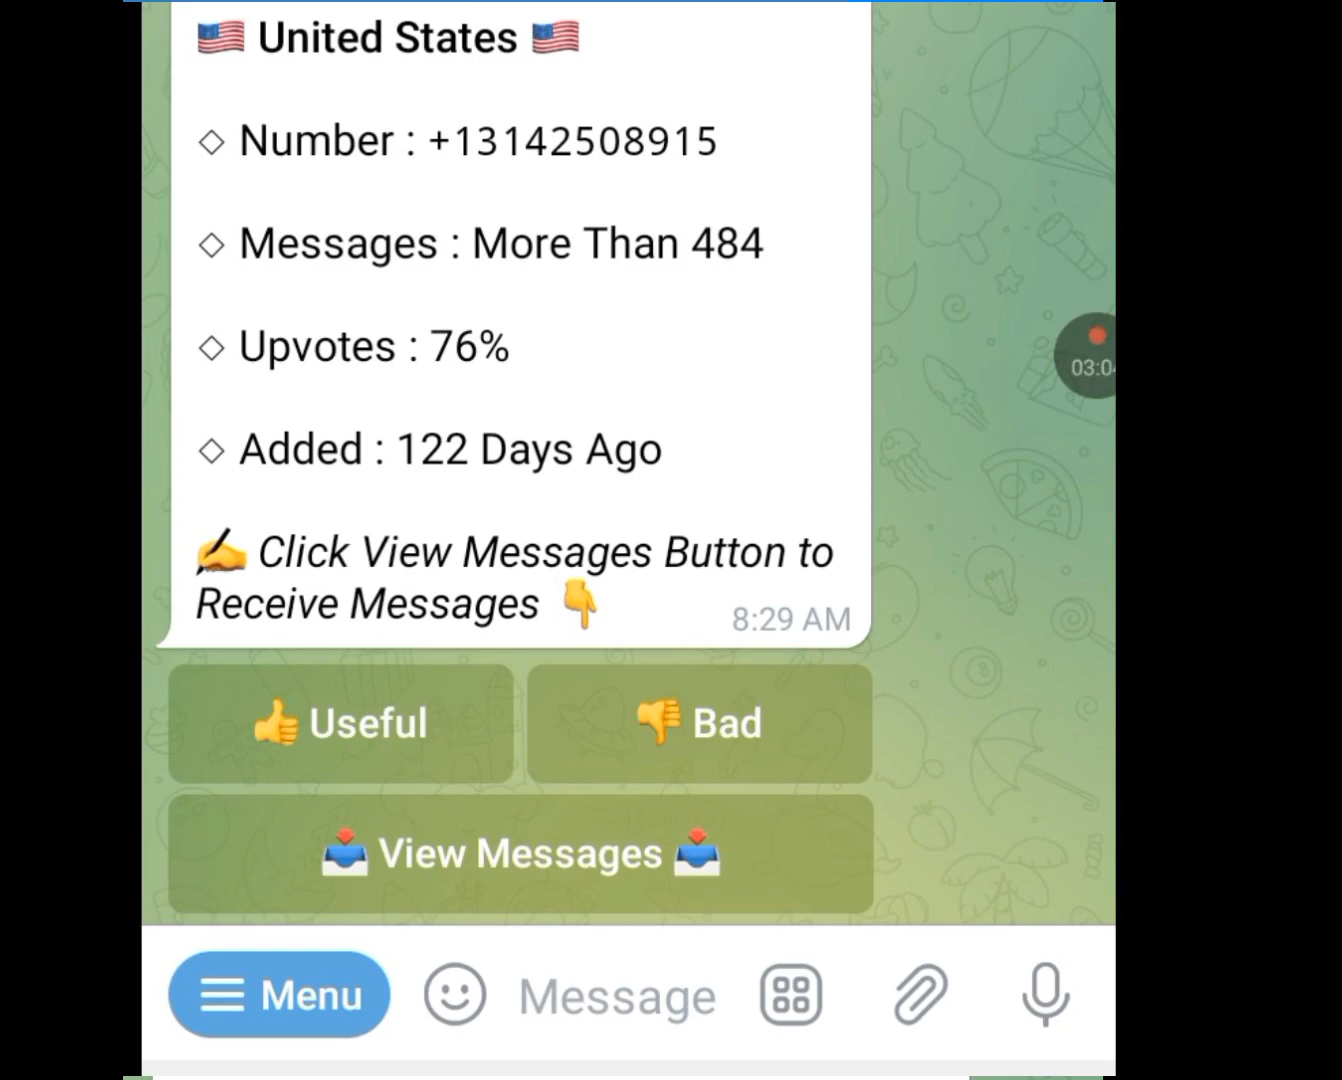 🇺🇸 United States 🇺🇸
◇ Number : +13142508915
◇ Messages : More Than 484
◇ Upvotes : 76%
◇ Added : 122 Days Ago
✍️ Click View Messages Button to
Receive Messages 👇
8:29 AM
👍 Useful
👎 Bad
📥 View Messages 📥
Menu
Message